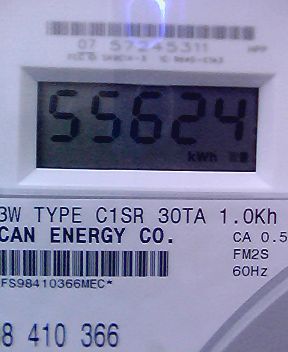 07 57245311
55624
kWh
3W TYPE C1SR 30TA 1.0Kh
CAN ENERGY CO.
CA 0.5
FM2S
60Hz
FS98410366MEC*
8 410 366